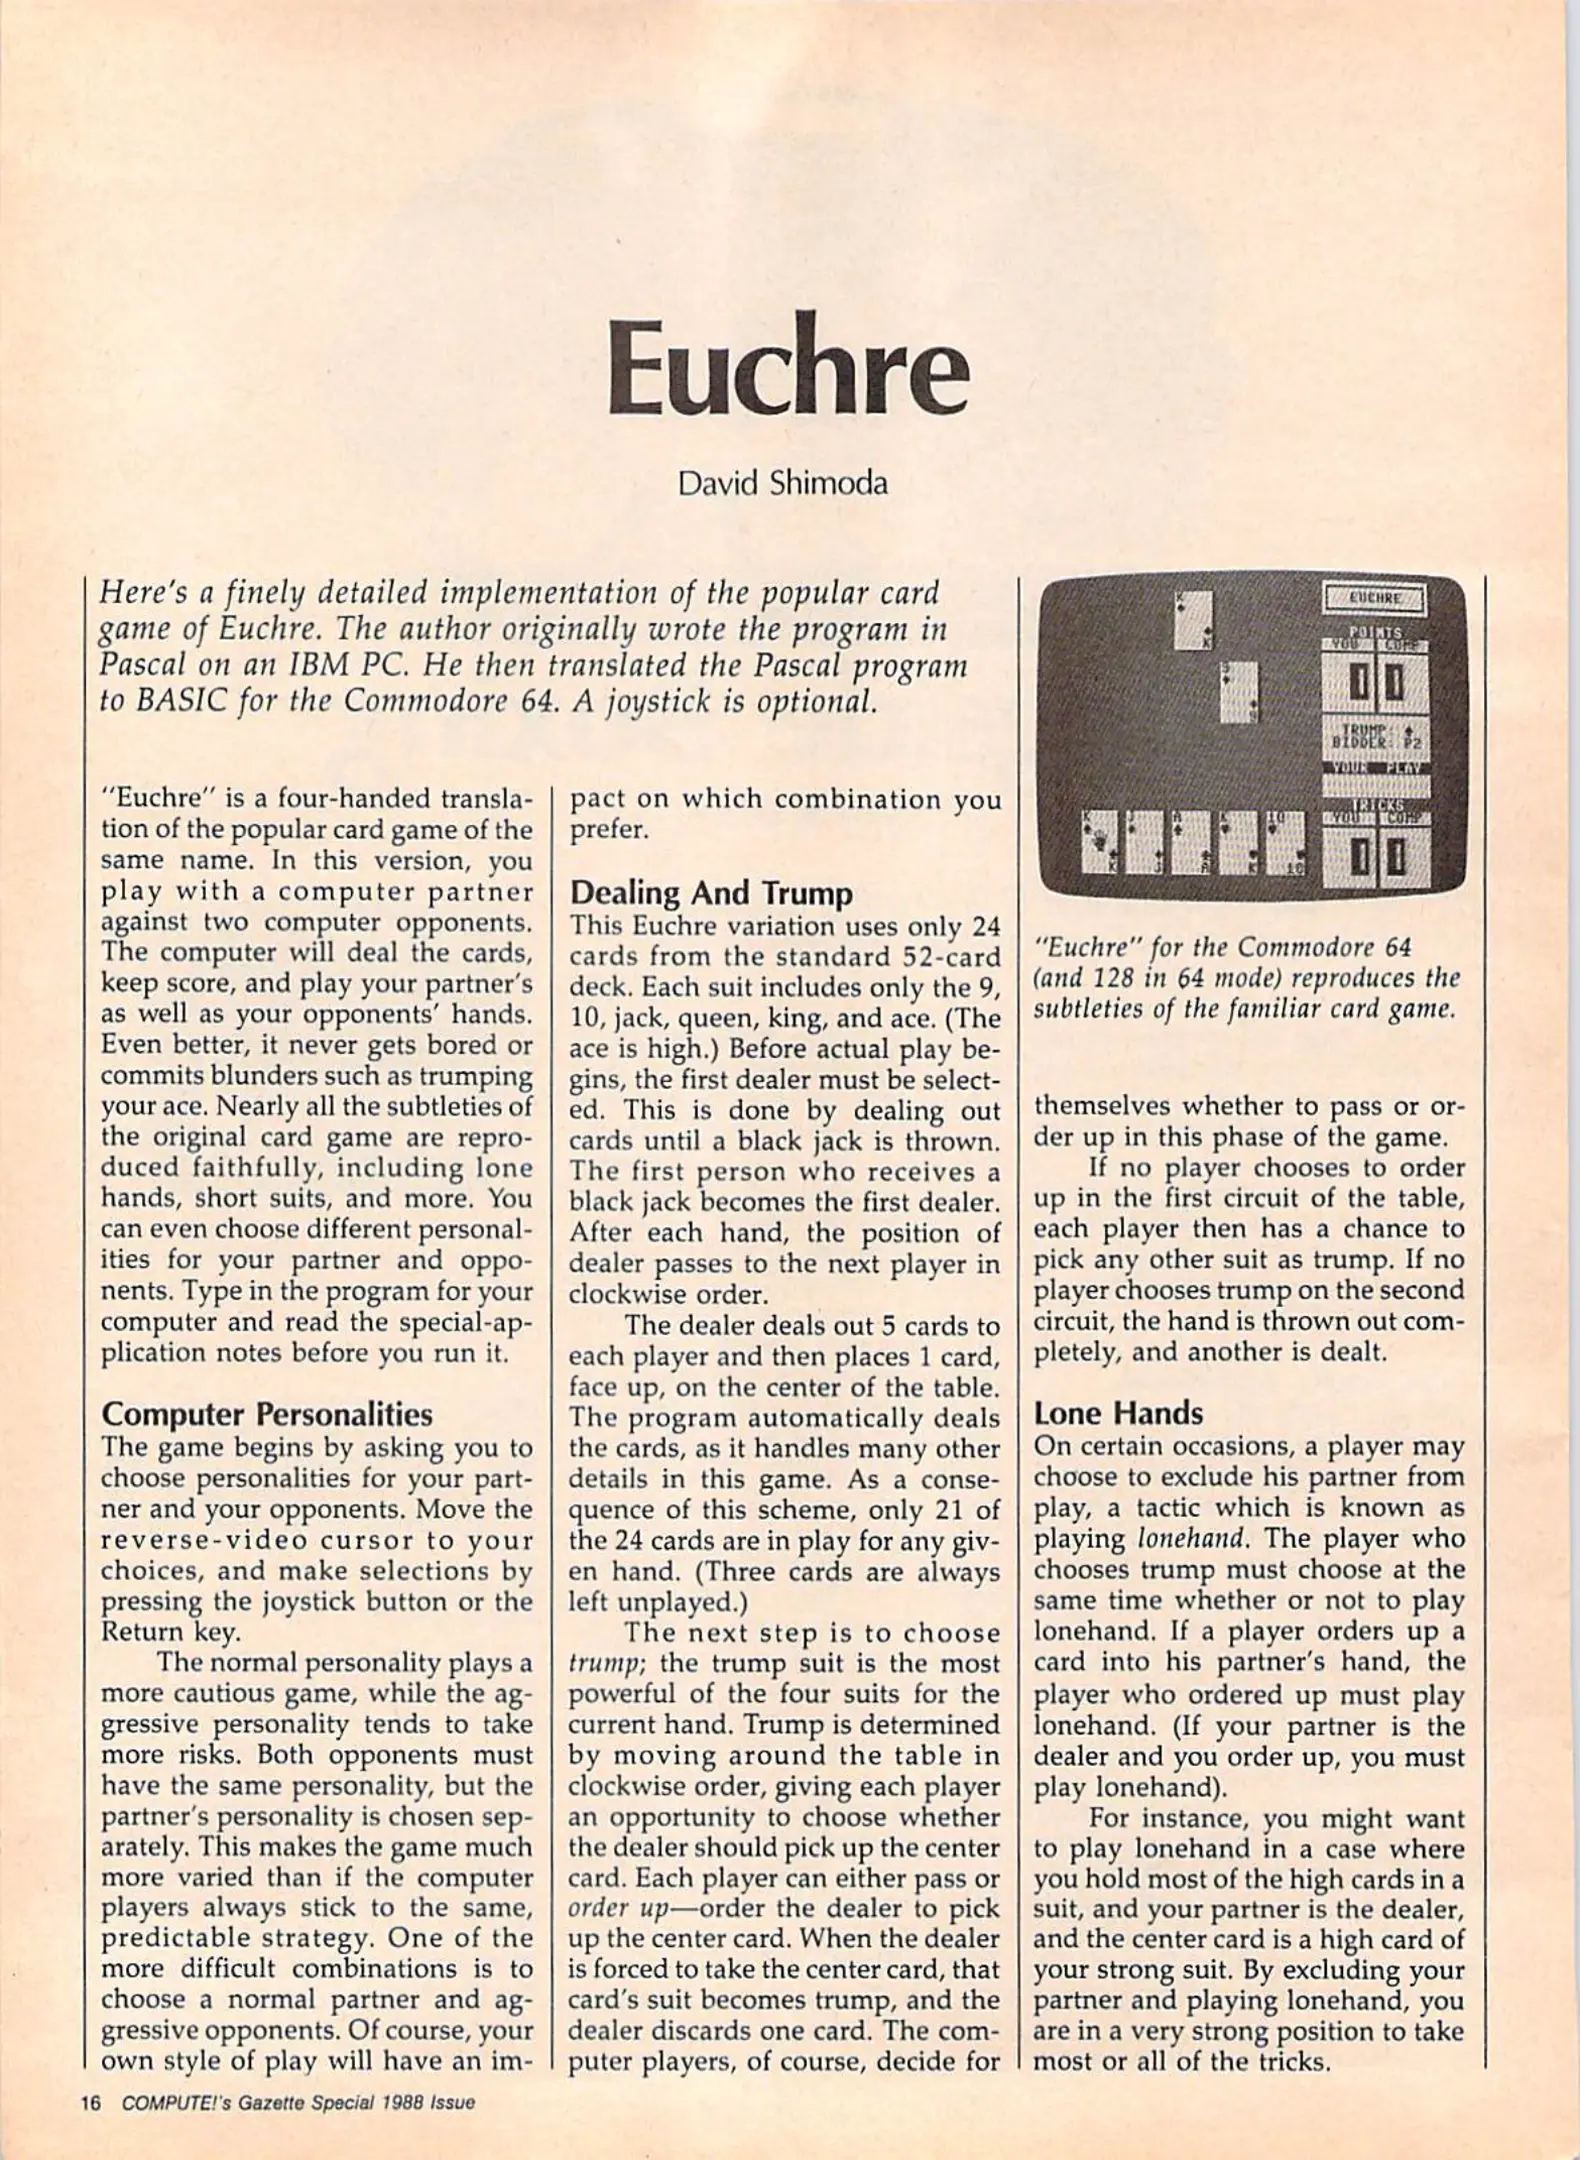 Euchre
David Shimoda
Here's a finely detailed implementation of the popular card
game of Euchre. The author originally wrote the program in
Pascal on an IBM PC. He then translated the Pascal program
to BASIC for the Commodore 64. A joystick is optional.
"Euchre" is a four-handed transla-
tion of the popular card game of the
same name. In this version, you
play with a computer partner
against two computer opponents.
The computer will deal the cards,
keep score, and play your partner's
as well as your opponents' hands.
Even better, it never gets bored or
commits blunders such as trumping
your ace. Nearly all the subtleties of
the original card game are repro-
duced faithfully, including lone
hands, short suits, and more. You
can even choose different personal-
ities for your partner and oppo-
nents. Type in the program for your
computer and read the special-ap-
plication notes before you run it.
Computer Personalities
The game begins by asking you to
choose personalities for your part-
ner and your opponents. Move the
reverse-video cursor to your
choices, and make selections by
pressing the joystick button or the
Return key.
The normal personality plays a
more cautious game, while the ag-
gressive personality tends to take
more risks. Both opponents must
have the same personality, but the
partner's personality is chosen sep-
arately. This makes the game much
more varied than if the computer
players always stick to the same,
predictable strategy. One of the
more difficult combinations is to
choose a normal partner and ag-
gressive opponents. Of course, your
own style of play will have an im-
pact on which combination you
prefer.
Dealing And Trump
This Euchre variation uses only 24
cards from the standard 52-card
deck. Each suit includes only the 9,
10, jack, queen, king, and ace. (The
ace is high.) Before actual play be-
gins, the first dealer must be select-
ed. This is done by dealing out
cards until a black jack is thrown.
The first person who receives a
black jack becomes the first dealer.
After each hand, the position of
dealer passes to the next player in
clockwise order.
The dealer deals out 5 cards to
each player and then places 1 card,
face up, on the center of the table.
The program automatically deals
the cards, as it handles many other
details in this game. As a conse-
quence of this scheme, only 21 of
the 24 cards are in play for any giv-
en hand. (Three cards are always
left unplayed.)
The next step is to choose
trump; the trump suit is the most
powerful of the four suits for the
current hand. Trump is determined
by moving around the table in
clockwise order, giving each player
an opportunity to choose whether
the dealer should pick up the center
card. Each player can either pass or
order up—order the dealer to pick
up the center card. When the dealer
is forced to take the center card, that
card's suit becomes trump, and the
dealer discards one card. The com-
puter players, of course, decide for
EUCHRE
POINTS
YOU COMP
0 0
TRUMP: ♠
BIDDER: P2
YOUR PLAY
TRICKS
YOU COMP
0 0
K
K
9
9
K J A K 10
K J A K 10
"Euchre" for the Commodore 64
(and 128 in 64 mode) reproduces the
subtleties of the familiar card game.
themselves whether to pass or or-
der up in this phase of the game.
If no player chooses to order
up in the first circuit of the table,
each player then has a chance to
pick any other suit as trump. If no
player chooses trump on the second
circuit, the hand is thrown out com-
pletely, and another is dealt.
Lone Hands
On certain occasions, a player may
choose to exclude his partner from
play, a tactic which is known as
playing lonehand. The player who
chooses trump must choose at the
same time whether or not to play
lonehand. If a player orders up a
card into his partner's hand, the
player who ordered up must play
lonehand. (If your partner is the
dealer and you order up, you must
play lonehand).
For instance, you might want
to play lonehand in a case where
you hold most of the high cards in a
suit, and your partner is the dealer,
and the center card is a high card of
your strong suit. By excluding your
partner and playing lonehand, you
are in a very strong position to take
most or all of the tricks.
16 COMPUTE!'s Gazette Special 1988 Issue